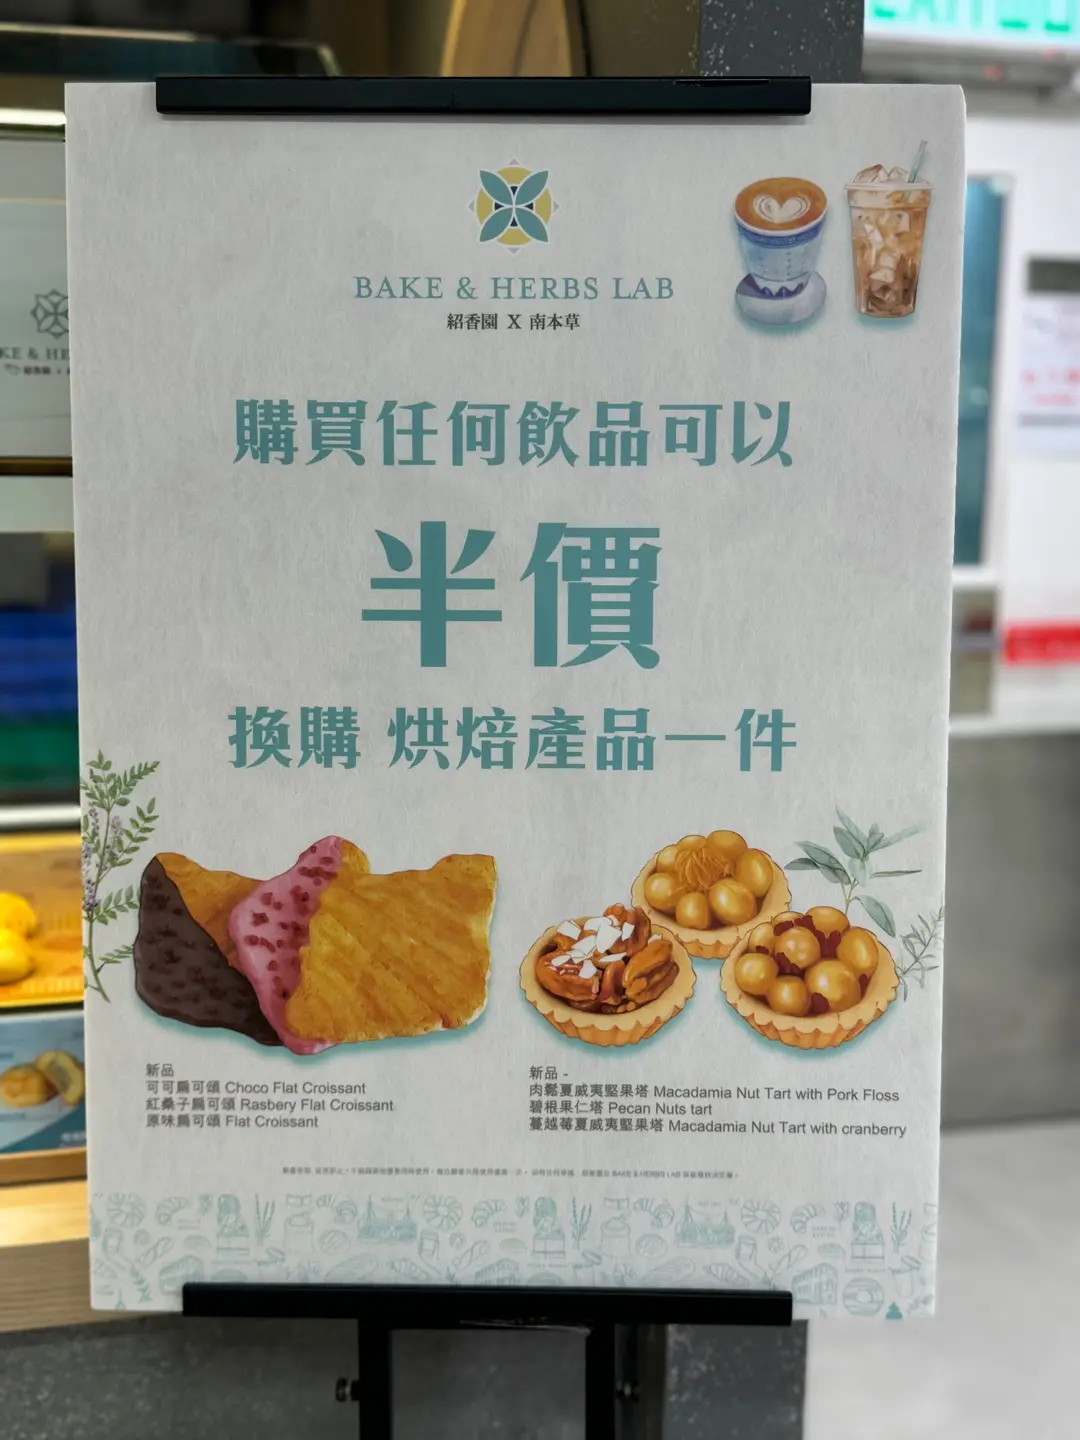 BAKE & HERBS LAB
紹香園 X 南本草
購買任何飲品可以
半價
換購 烘焙產品一件
新品
可可扁可頌 Choco Flat Croissant
紅桑子扁可頌 Rasbery Flat Croissant
原味扁可頌 Flat Croissant
新品 -
肉鬆夏威夷堅果塔 Macadamia Nut Tart with Pork Floss
碧根果仁塔 Pecan Nuts tart
蔓越莓夏威夷堅果塔 Macadamia Nut Tart with cranberry